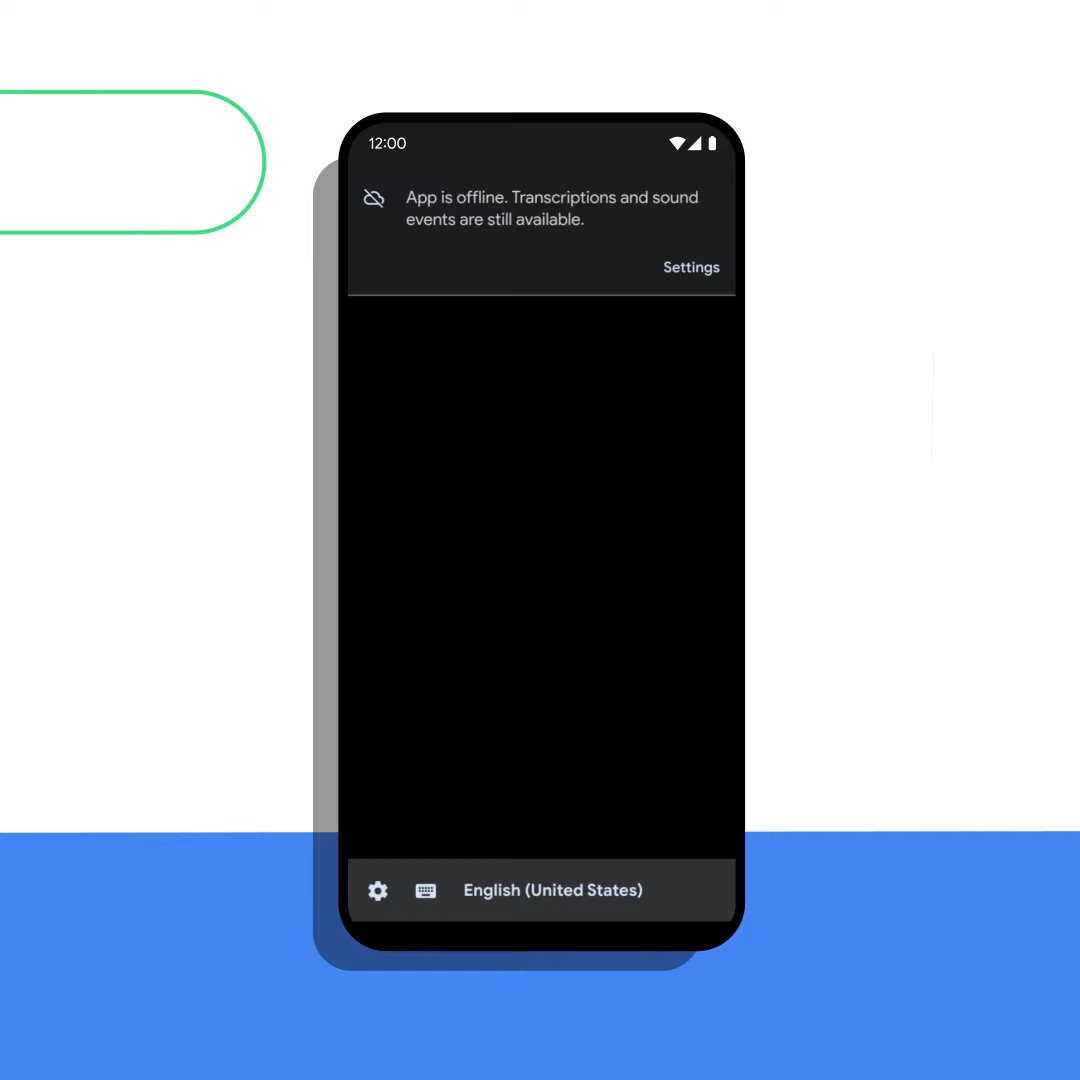 12:00
App is offline. Transcriptions and sound
events are still available.
Settings
English (United States)